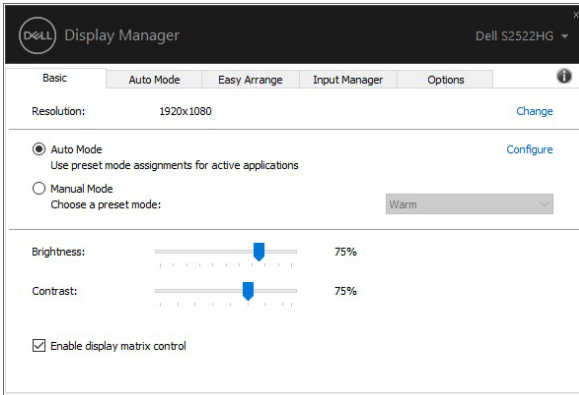 DELL Display Manager
Dell S2522HG
Basic Auto Mode Easy Arrange Input Manager Options
Resolution: 1920x1080 Change
Auto Mode Configure
Use preset mode assignments for active applications
Manual Mode
Choose a preset mode: Warm
Brightness: 75%
Contrast: 75%
Enable display matrix control